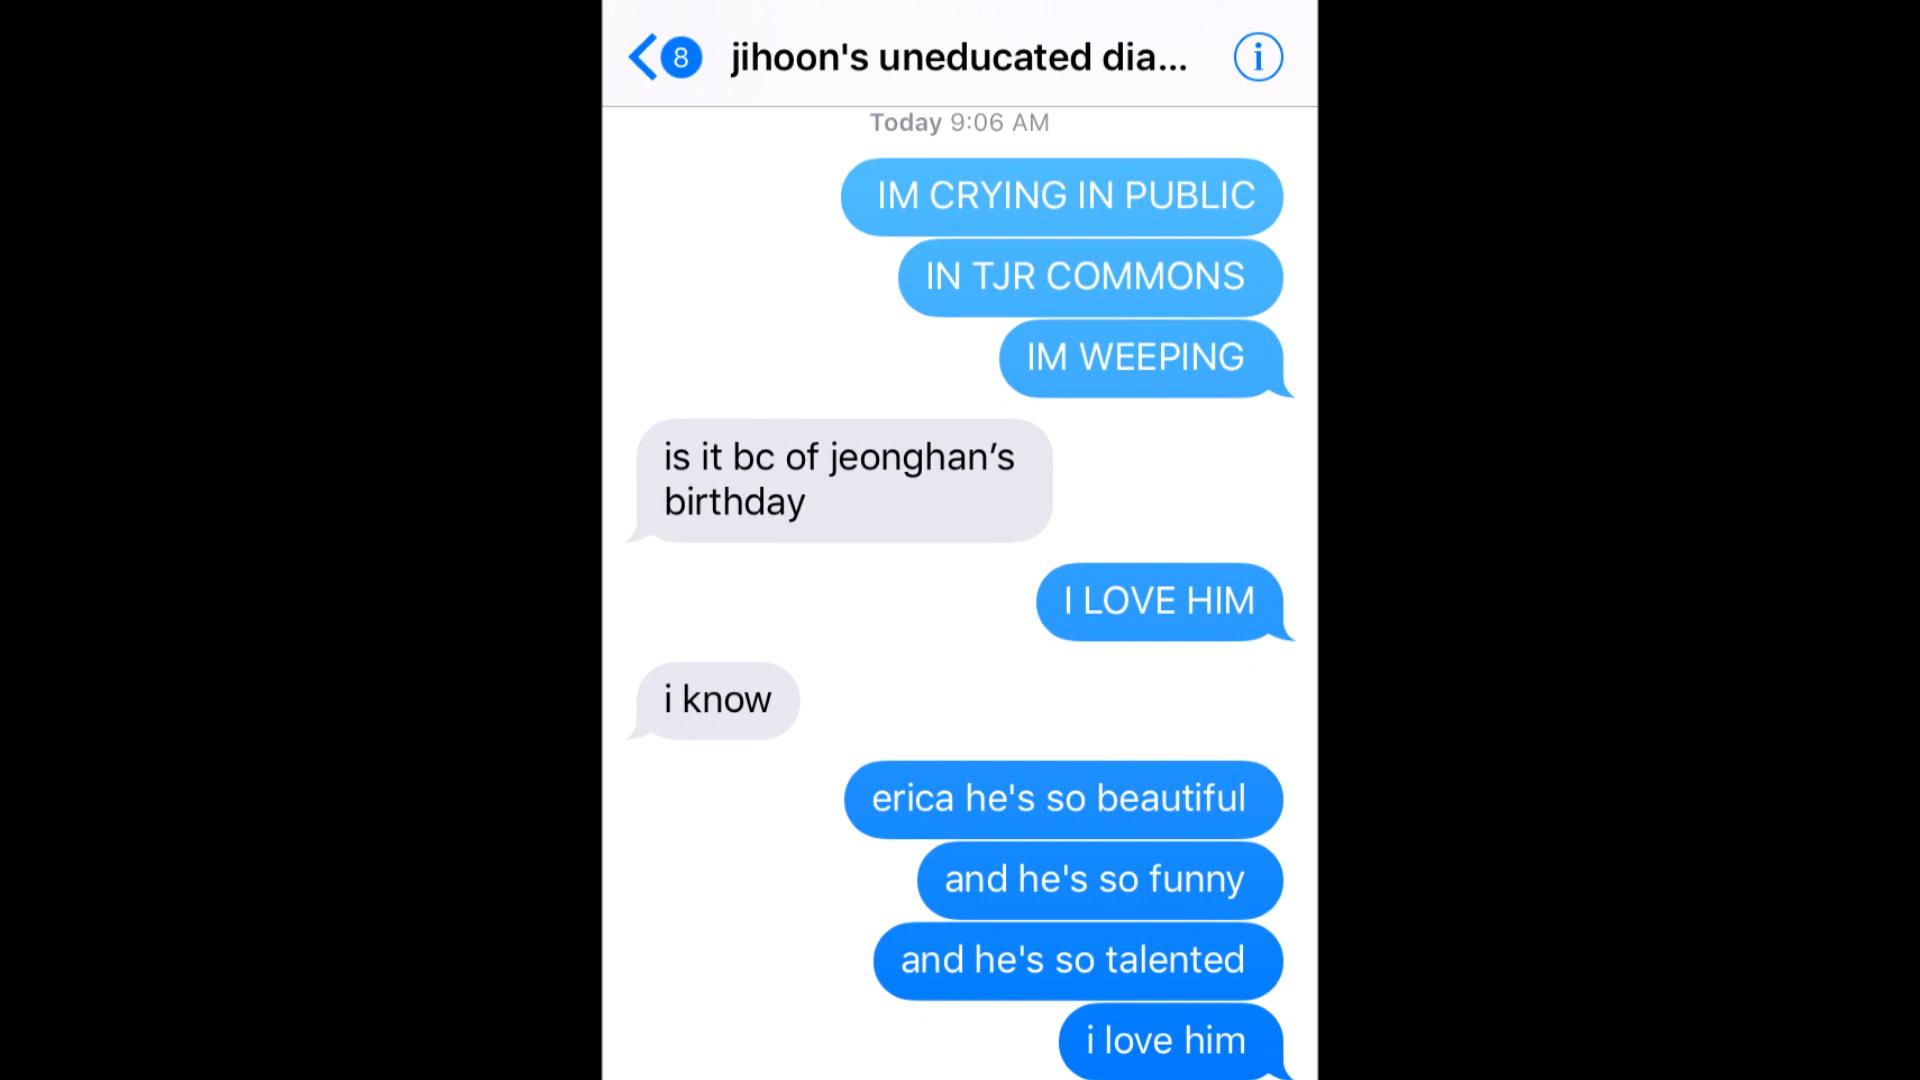 8
jihoon's uneducated dia...
i
Today 9:06 AM
IM CRYING IN PUBLIC
IN TJR COMMONS
IM WEEPING
is it bc of jeonghan’s
birthday
I LOVE HIM
i know
erica he's so beautiful
and he's so funny
and he's so talented
i love him